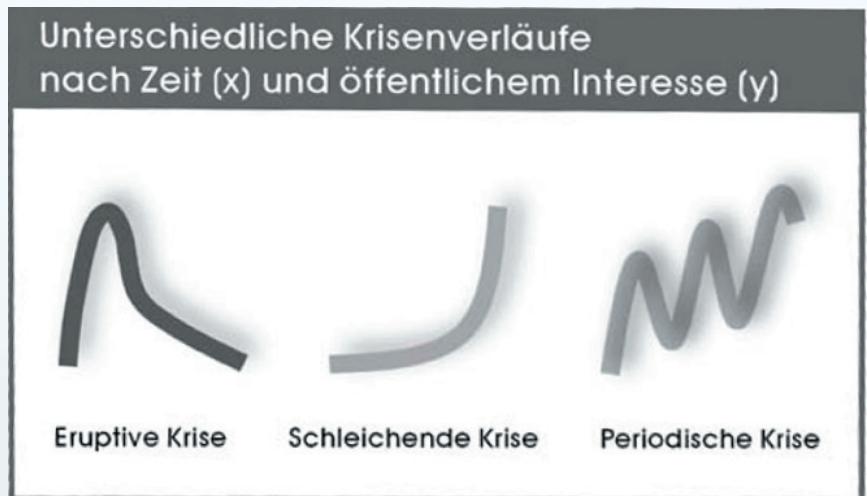 Unterschiedliche Krisenverläufe
nach Zeit (x) und öffentlichem Interesse (y)
Eruptive Krise
Schleichende Krise
Periodische Krise